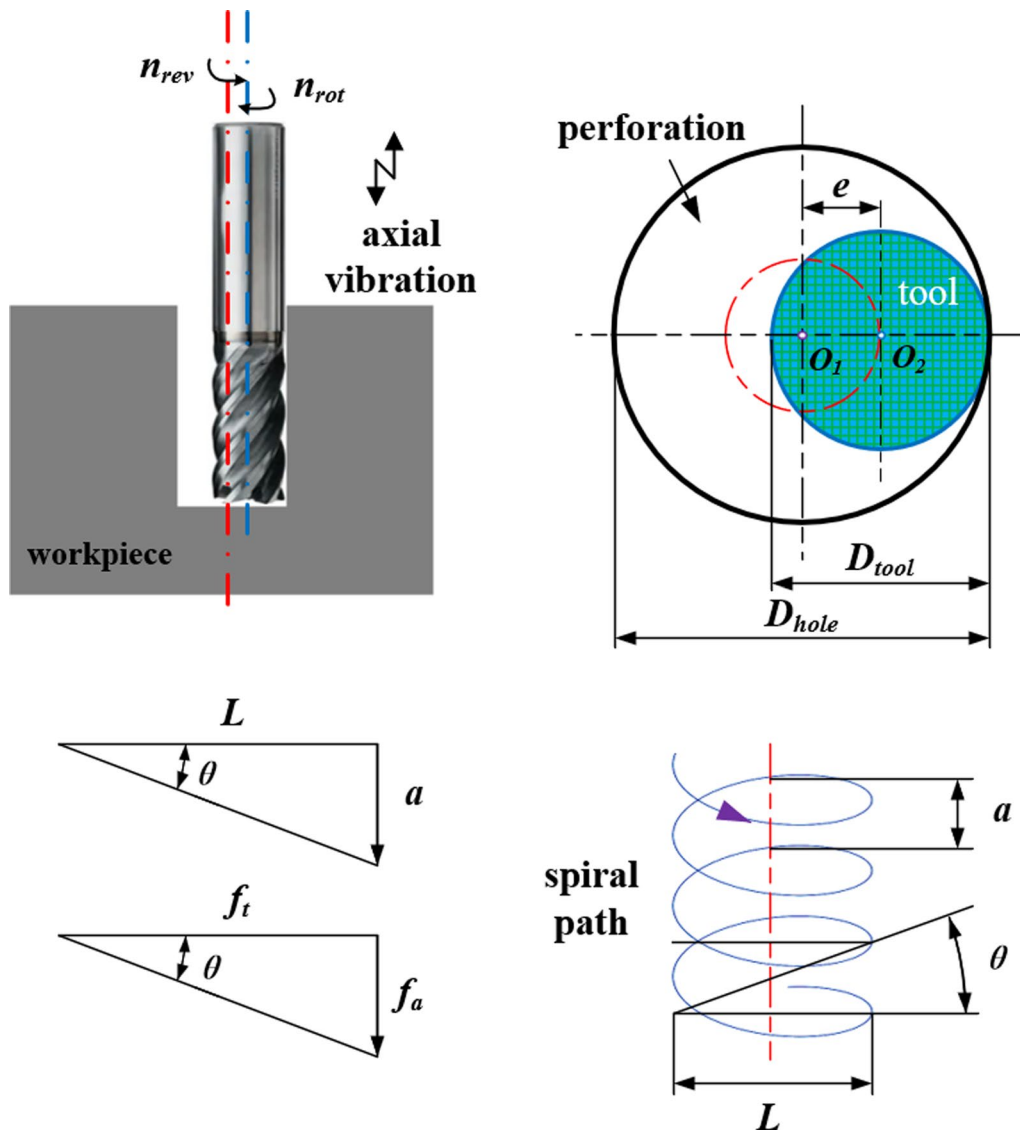 n_rev
n_rot
axial
vibration
workpiece
perforation
e
tool
O_1
O_2
D_tool
D_hole
L
θ
a
f_t
θ
f_a
spiral
path
a
θ
L